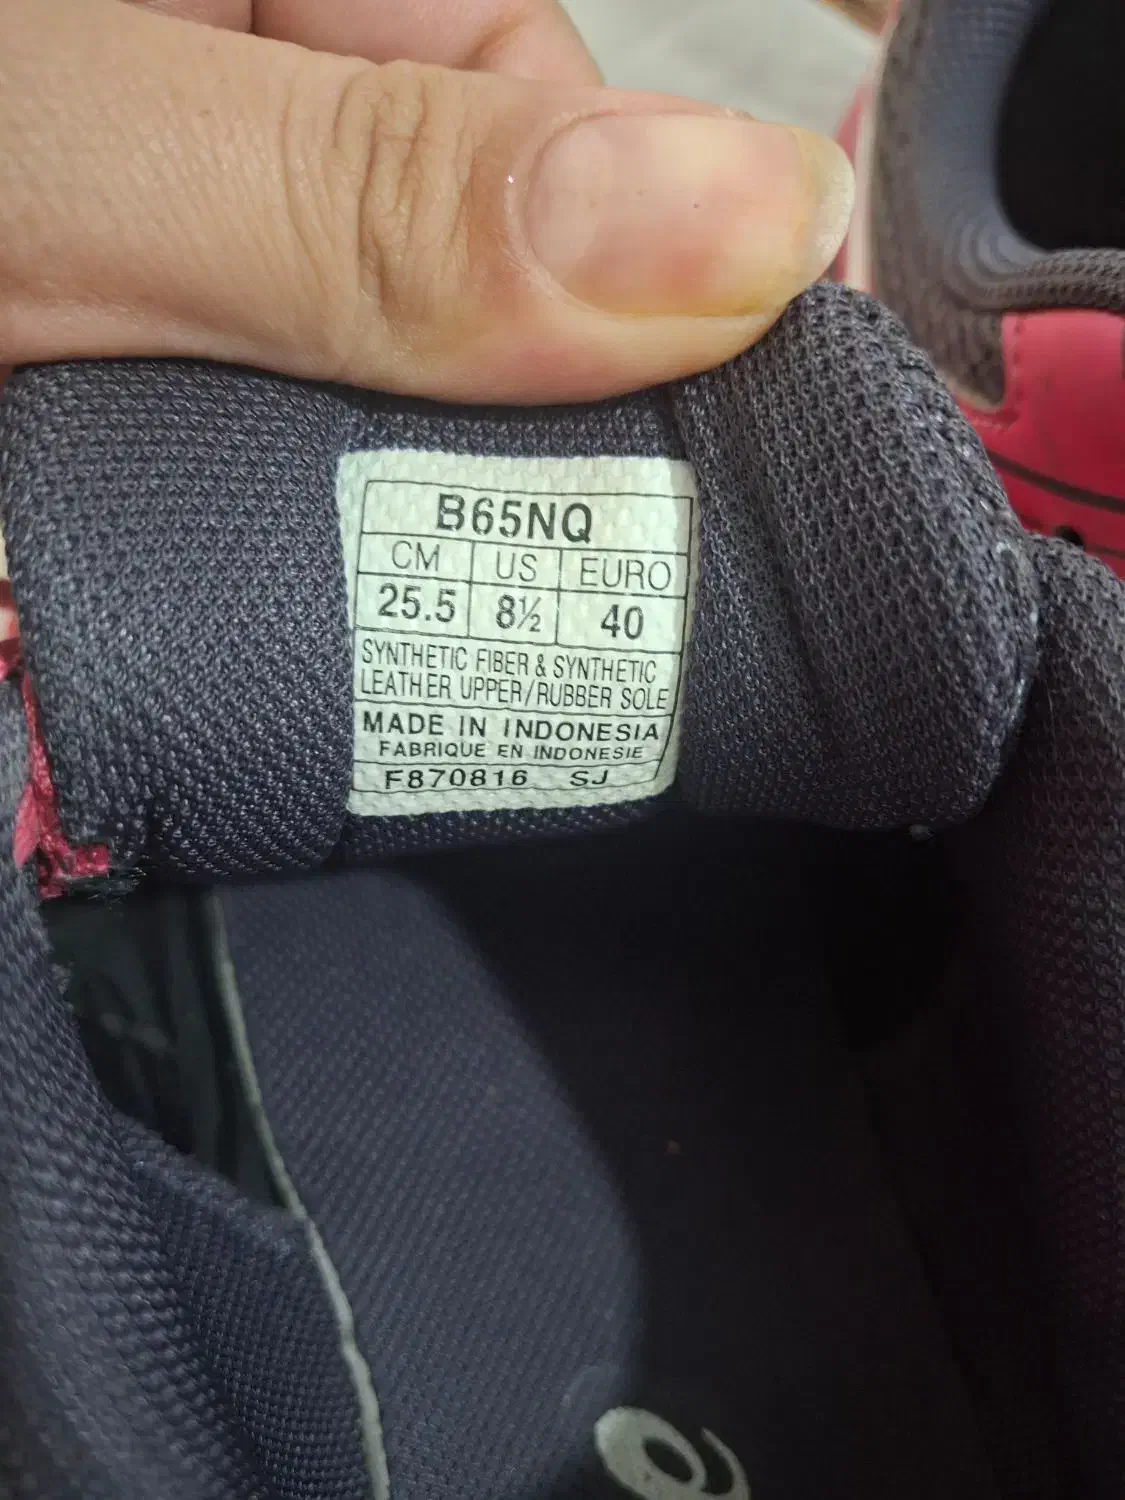 B65NQ
CM US EURO
25.5 8½ 40
SYNTHETIC FIBER & SYNTHETIC
LEATHER UPPER/RUBBER SOLE
MADE IN INDONESIA
FABRIQUE EN INDONESIE
F870816 SJ